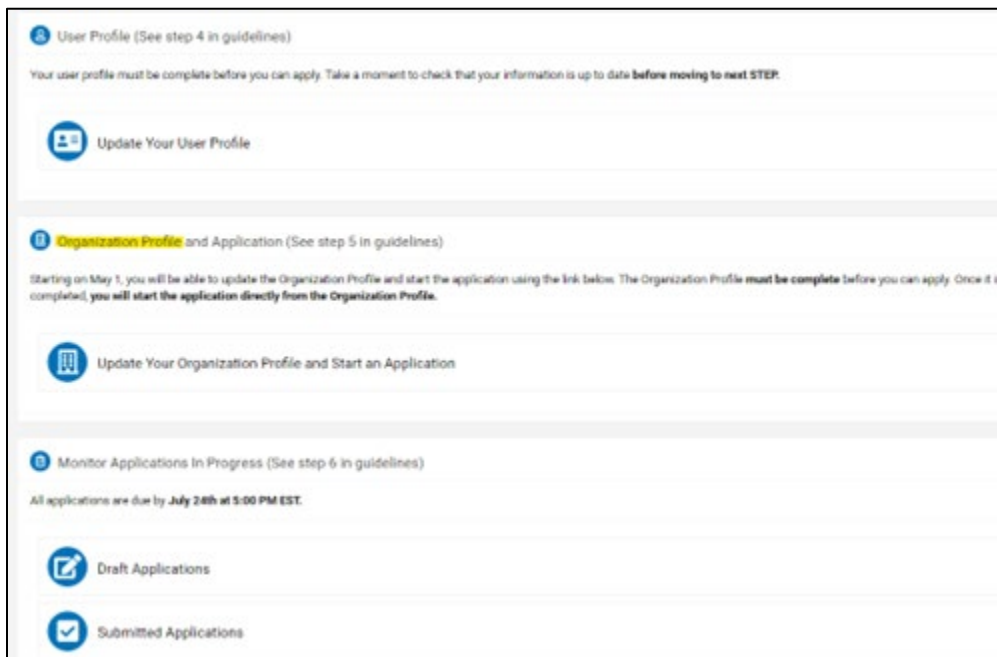 User Profile (See step 4 in guidelines)
Your user profile must be complete before you can apply. Take a moment to check that your information is up to date before moving to next STEP.
Update Your User Profile
Organization Profile and Application (See step 5 in guidelines)
Starting on May 1, you will be able to update the Organization Profile and start the application using the link below. The Organization Profile must be complete before you can apply. Once it
completed, you will start the application directly from the Organization Profile.
Update Your Organization Profile and Start an Application
Monitor Applications In Progress (See step 6 in guidelines)
All applications are due by July 24th at 5:00 PM EST.
Draft Applications
Submitted Applications